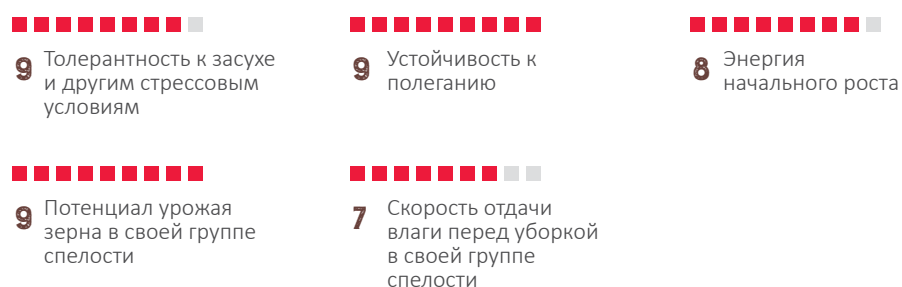 9 Толерантность к засухе
и другим стрессовым
условиям
9 Устойчивость к
полеганию
8 Энергия
начального роста
9 Потенциал урожая
зерна в своей группе
спелости
7 Скорость отдачи
влаги перед уборкой
в своей группе
спелости